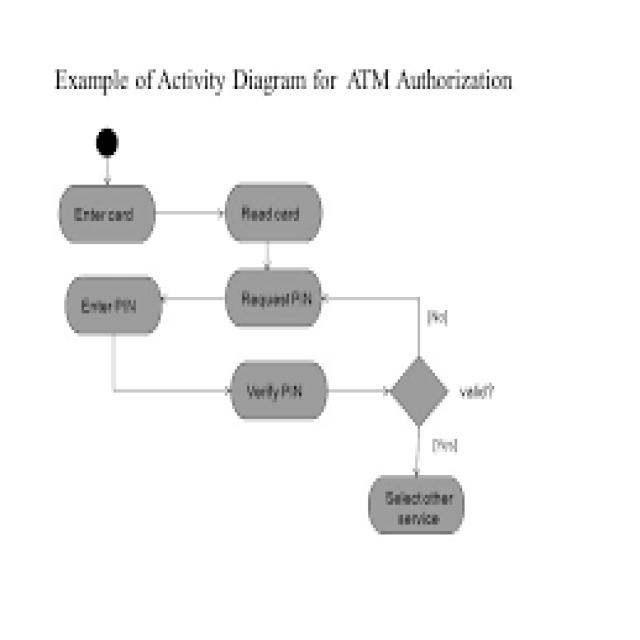 Example of Activity Diagram for ATM Authorization
Enter card
Read card
Enter PIN
Request PIN
[No]
Verify PIN
valid?
[Yes]
Select other
service